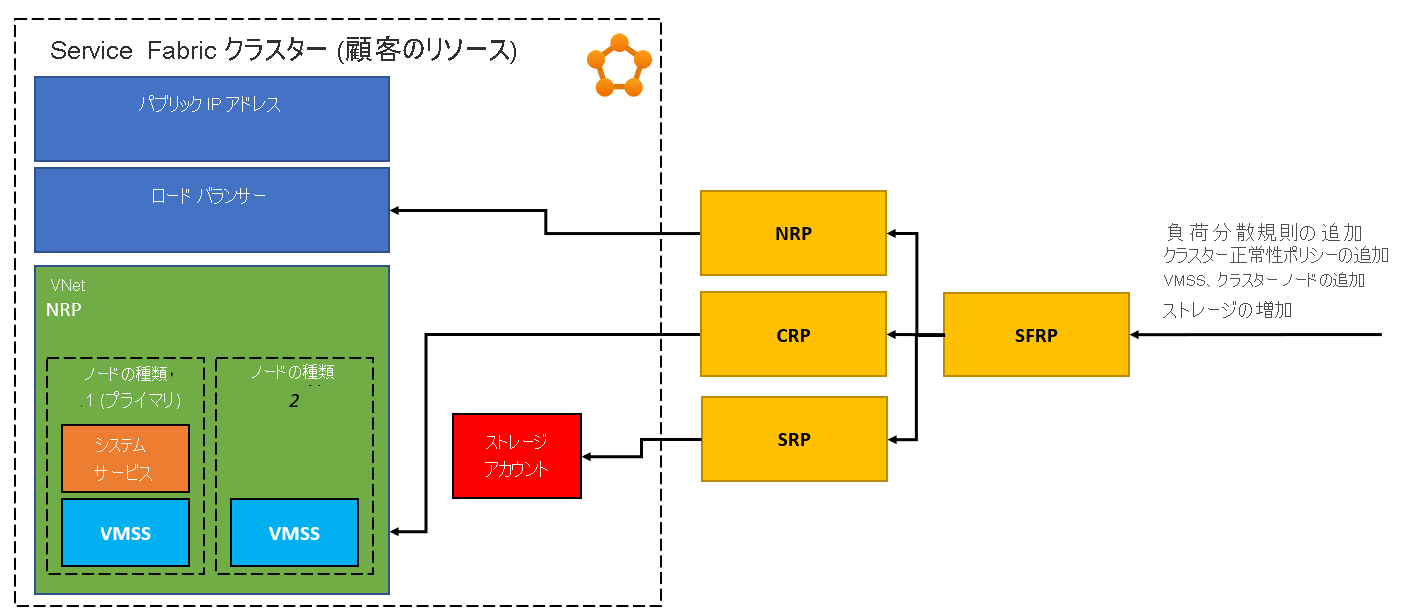 Service Fabric クラスター (顧客のリソース)
パブリック IP アドレス
ロード バランサー
VNet
NRP
ノードの種類
1 (プライマリ)
システム
サービス
VMSS
ノードの種類
2
VMSS
ストレージ
アカウント
NRP
CRP
SRP
SFRP
負荷分散規則の追加
クラスター正常性ポリシーの追加
VMSS、クラスター ノードの追加
ストレージの増加